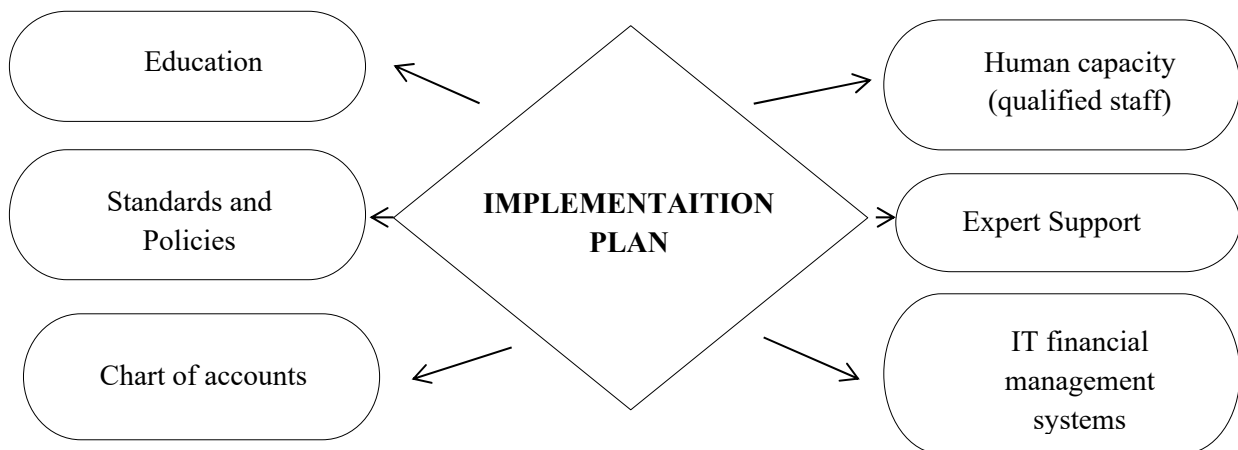 Education
Standards and
Policies
Chart of accounts
IMPLEMENTAITION
PLAN
Human capacity
(qualified staff)
Expert Support
IT financial
management
systems